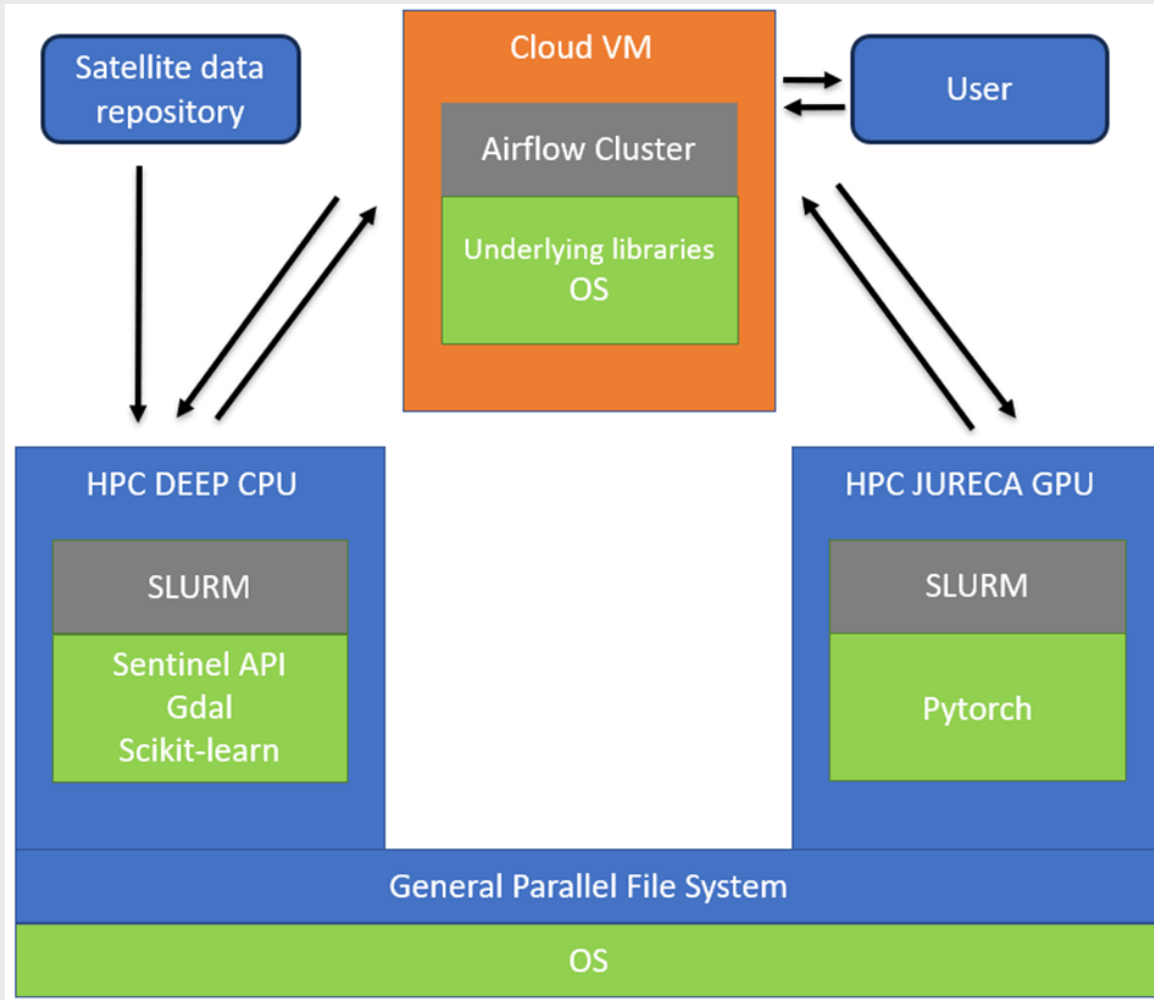 Satellite data
repository
Cloud VM
Airflow Cluster
Underlying libraries
OS
User
HPC DEEP CPU
SLURM
Sentinel API
Gdal
Scikit-learn
HPC JURECA GPU
SLURM
Pytorch
General Parallel File System
OS